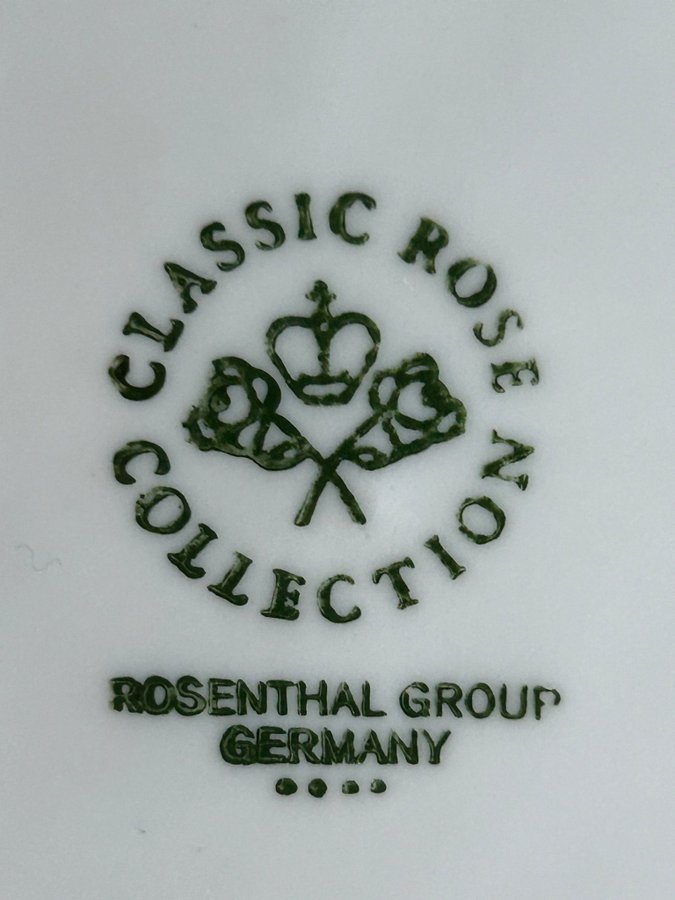 CLASSIC ROSE
COLLECTION
ROSENTHAL GROUP
GERMANY